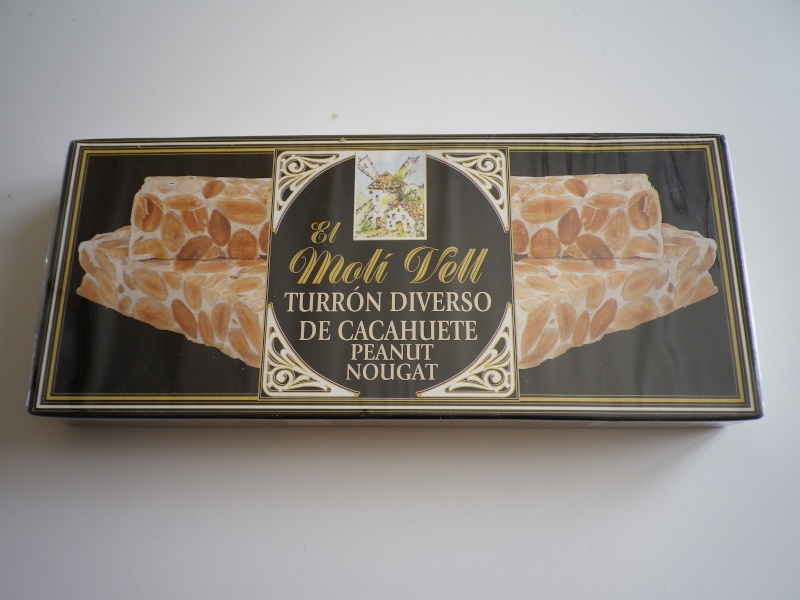 El
Molí Vell
TURRÓN DIVERSO
DE CACAHUETE
PEANUT
NOUGAT